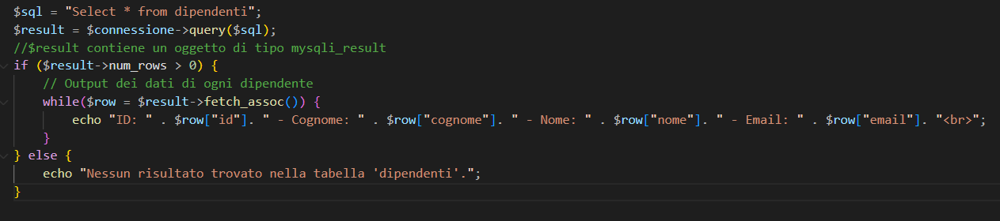 $sql = "Select * from dipendenti";
$result = $connessione->query($sql);
//$result contiene un oggetto di tipo mysqli_result
if ($result->num_rows > 0) {
    // Output dei dati di ogni dipendente
    while($row = $result->fetch_assoc()) {
        echo "ID: " . $row["id"]. " - Cognome: " . $row["cognome"]. " - Nome: " . $row["nome"]. " - Email: " . $row["email"]. "<br>";
    }
} else {
    echo "Nessun risultato trovato nella tabella 'dipendenti'.";
}